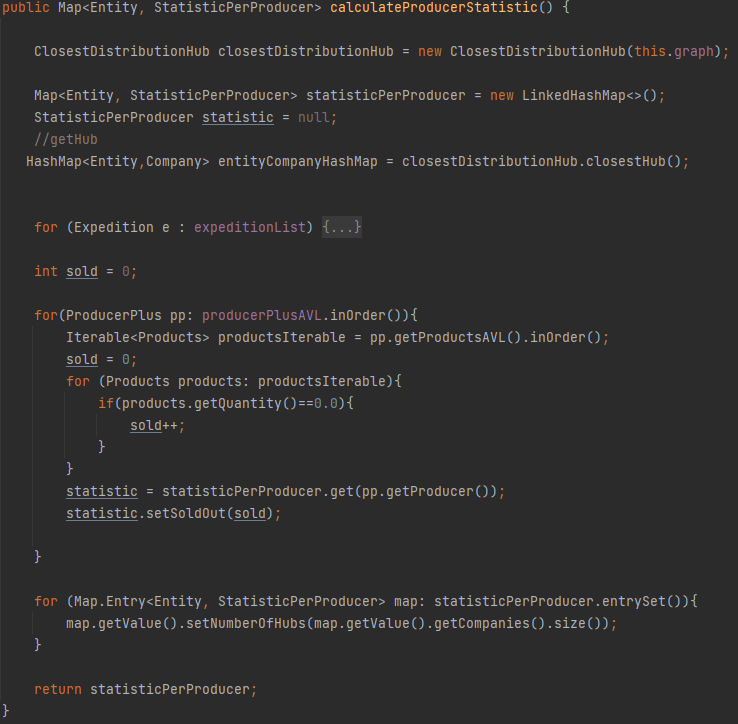 public Map<Entity, StatisticPerProducer> calculateProducerStatistic() {
ClosestDistributionHub closestDistributionHub = new ClosestDistributionHub(this.graph);
Map<Entity, StatisticPerProducer> statisticPerProducer = new LinkedHashMap<>();
StatisticPerProducer statistic = null;
//getHub
HashMap<Entity,Company> entityCompanyHashMap = closestDistributionHub.closestHub();
for (Expedition e : expeditionList) {...}
int sold = 0;
for(ProducerPlus pp: producerPlusAVL.inOrder()){
Iterable<Products> productsIterable = pp.getProductsAVL().inOrder();
sold = 0;
for (Products products: productsIterable){
if(products.getQuantity()==0.0){
sold++;
}
}
statistic = statisticPerProducer.get(pp.getProducer());
statistic.setSoldOut(sold);
}
for (Map.Entry<Entity, StatisticPerProducer> map: statisticPerProducer.entrySet()){
map.getValue().setNumberOfHubs(map.getValue().getCompanies().size());
}
return statisticPerProducer;
}